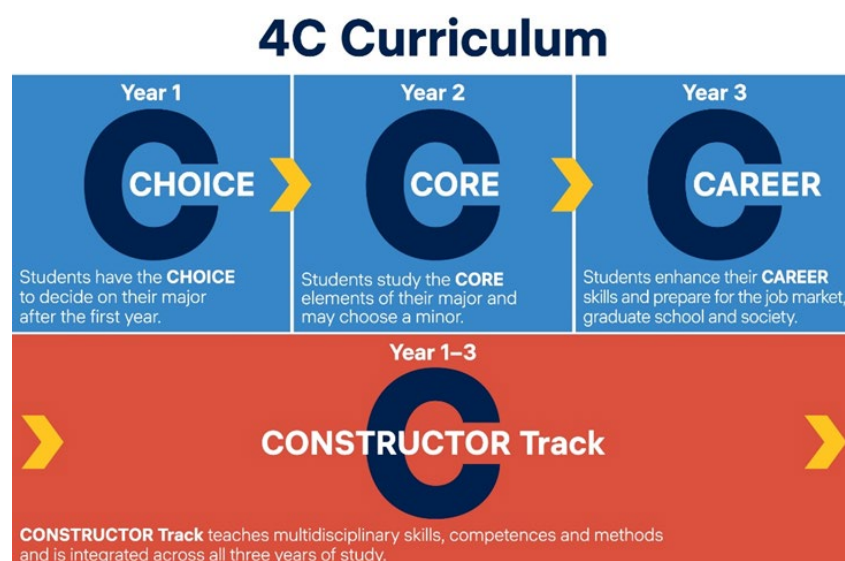 4C Curriculum
Year 1
CHOICE
Students have the CHOICE
to decide on their major
after the first year.
Year 2
CORE
Students study the CORE
elements of their major and
may choose a minor.
Year 3
CAREER
Students enhance their CAREER
skills and prepare for the job market,
graduate school and society.
Year 1–3
CONSTRUCTOR Track
CONSTRUCTOR Track teaches multidisciplinary skills, competences and methods
and is integrated across all three years of study.